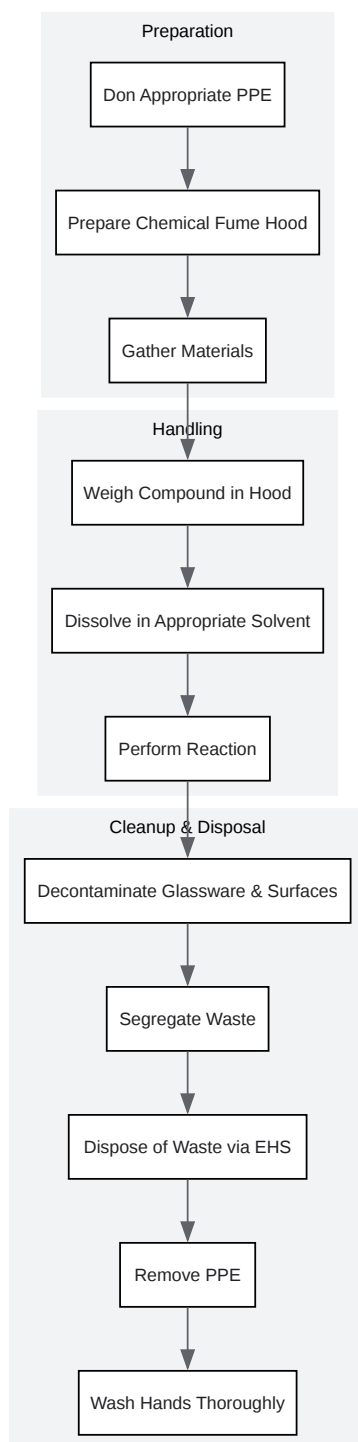 Preparation
Don Appropriate PPE
Prepare Chemical Fume Hood
Gather Materials
Handling
Weigh Compound in Hood
Dissolve in Appropriate Solvent
Perform Reaction
Cleanup & Disposal
Decontaminate Glassware & Surfaces
Segregate Waste
Dispose of Waste via EHS
Remove PPE
Wash Hands Thoroughly